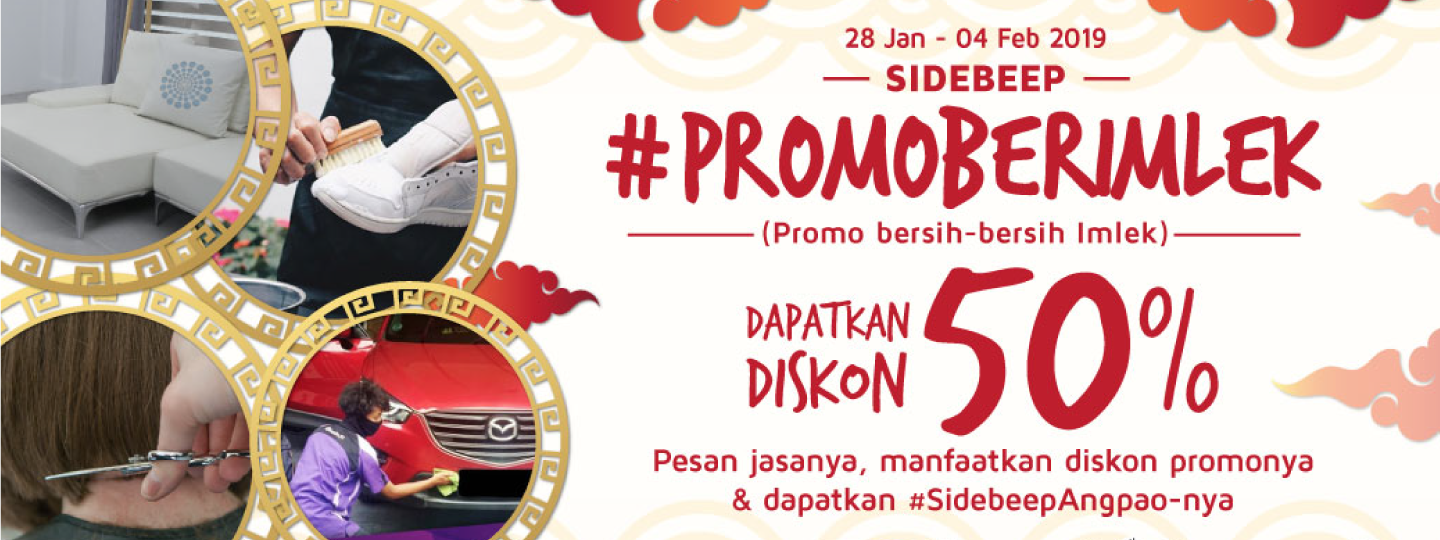 28 Jan - 04 Feb 2019
SIDEBEEP
#PROMOBERIMLEK
(Promo bersih-bersih Imlek)
DAPATKAN
DISKON
50%
Pesan jasanya, manfaatkan diskon promonya
& dapatkan #SidebeepAngpao-nya